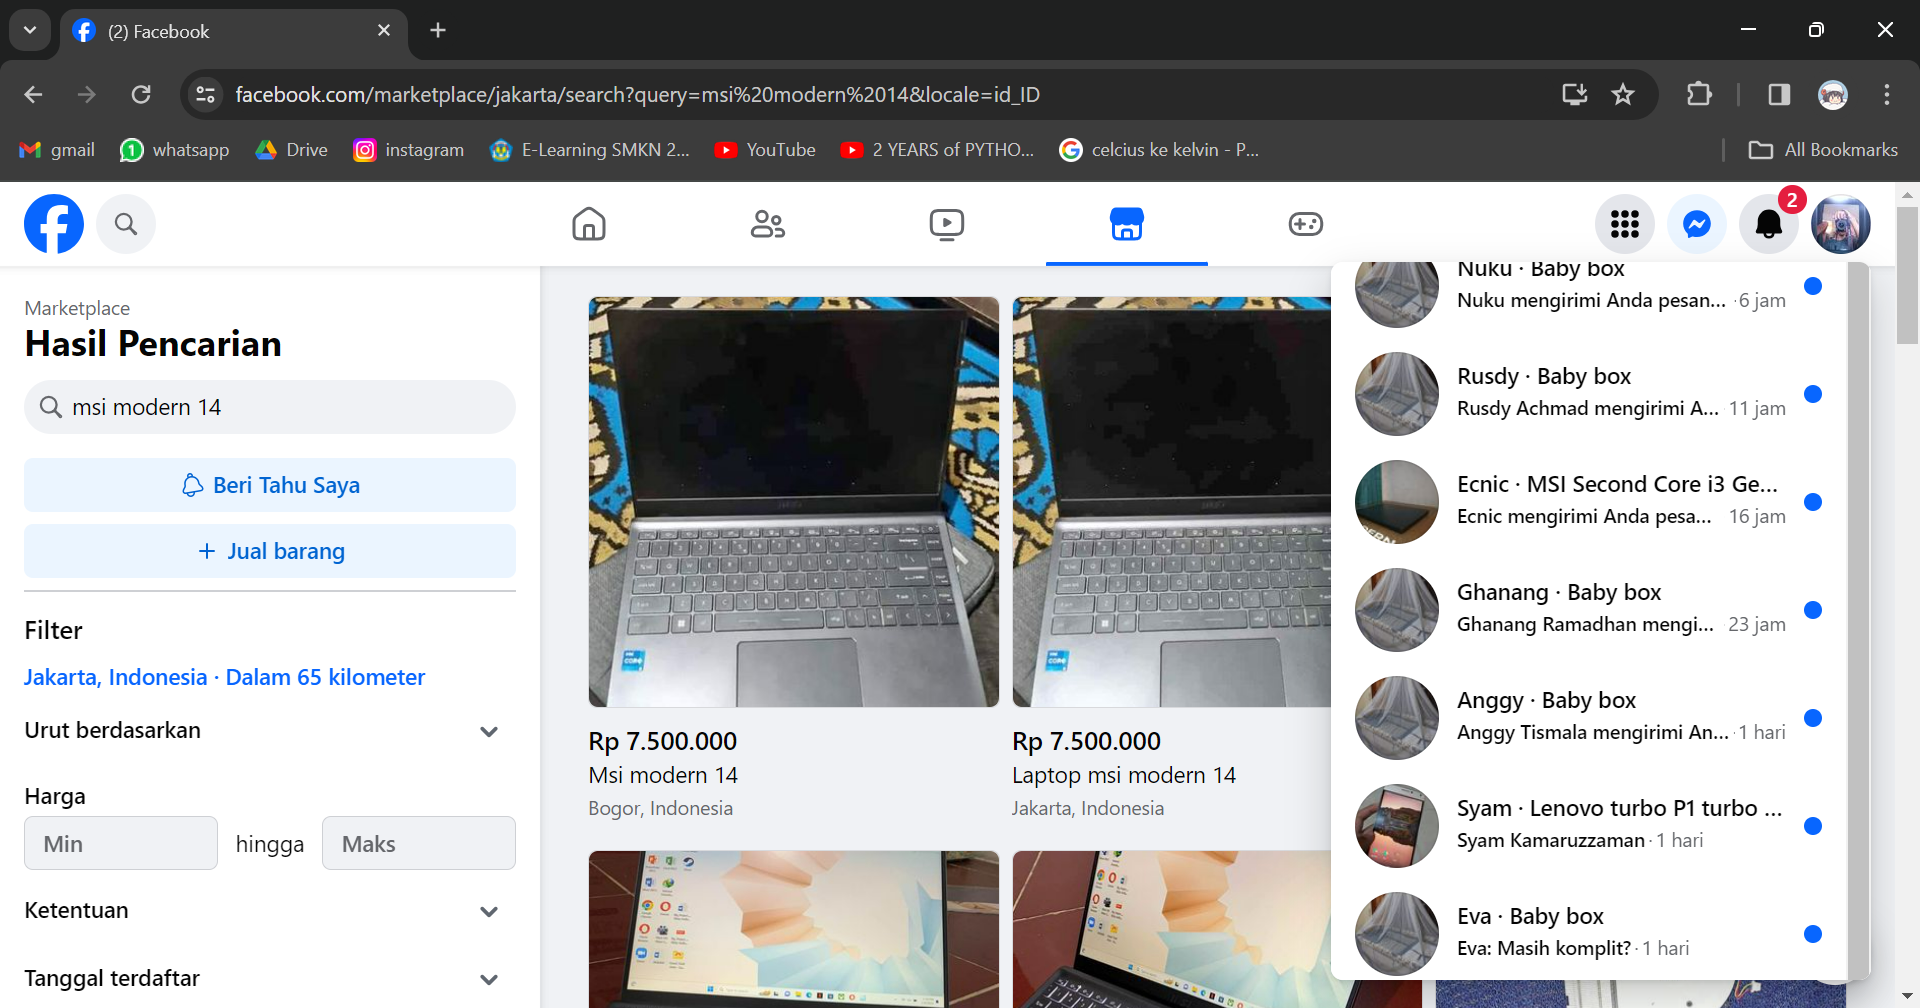 (2) Facebook
facebook.com/marketplace/jakarta/search?query=msi%20modern%2014&locale=id_ID
gmail
1
whatsapp
Drive
instagram
E-Learning SMKN 2...
YouTube
2 YEARS of PYTHO...
celcius ke kelvin - P...
All Bookmarks
2
Marketplace
Hasil Pencarian
msi modern 14
Beri Tahu Saya
+ Jual barang
Filter
Jakarta, Indonesia · Dalam 65 kilometer
Urut berdasarkan
Harga
Min hingga Maks
Ketentuan
Tanggal terdaftar
Rp 7.500.000
Msi modern 14
Bogor, Indonesia
Rp 7.500.000
Laptop msi modern 14
Jakarta, Indonesia
Nuku · Baby box
Nuku mengirimi Anda pesan... · 6 jam
Rusdy · Baby box
Rusdy Achmad mengirimi A... 11 jam
Ecnic · MSI Second Core i3 Ge...
Ecnic mengirimi Anda pesa... 16 jam
Ghanang · Baby box
Ghanang Ramadhan mengi... 23 jam
Anggy · Baby box
Anggy Tismala mengirimi An... · 1 hari
Syam · Lenovo turbo P1 turbo ...
Syam Kamaruzzaman · 1 hari
Eva · Baby box
Eva: Masih komplit? · 1 hari